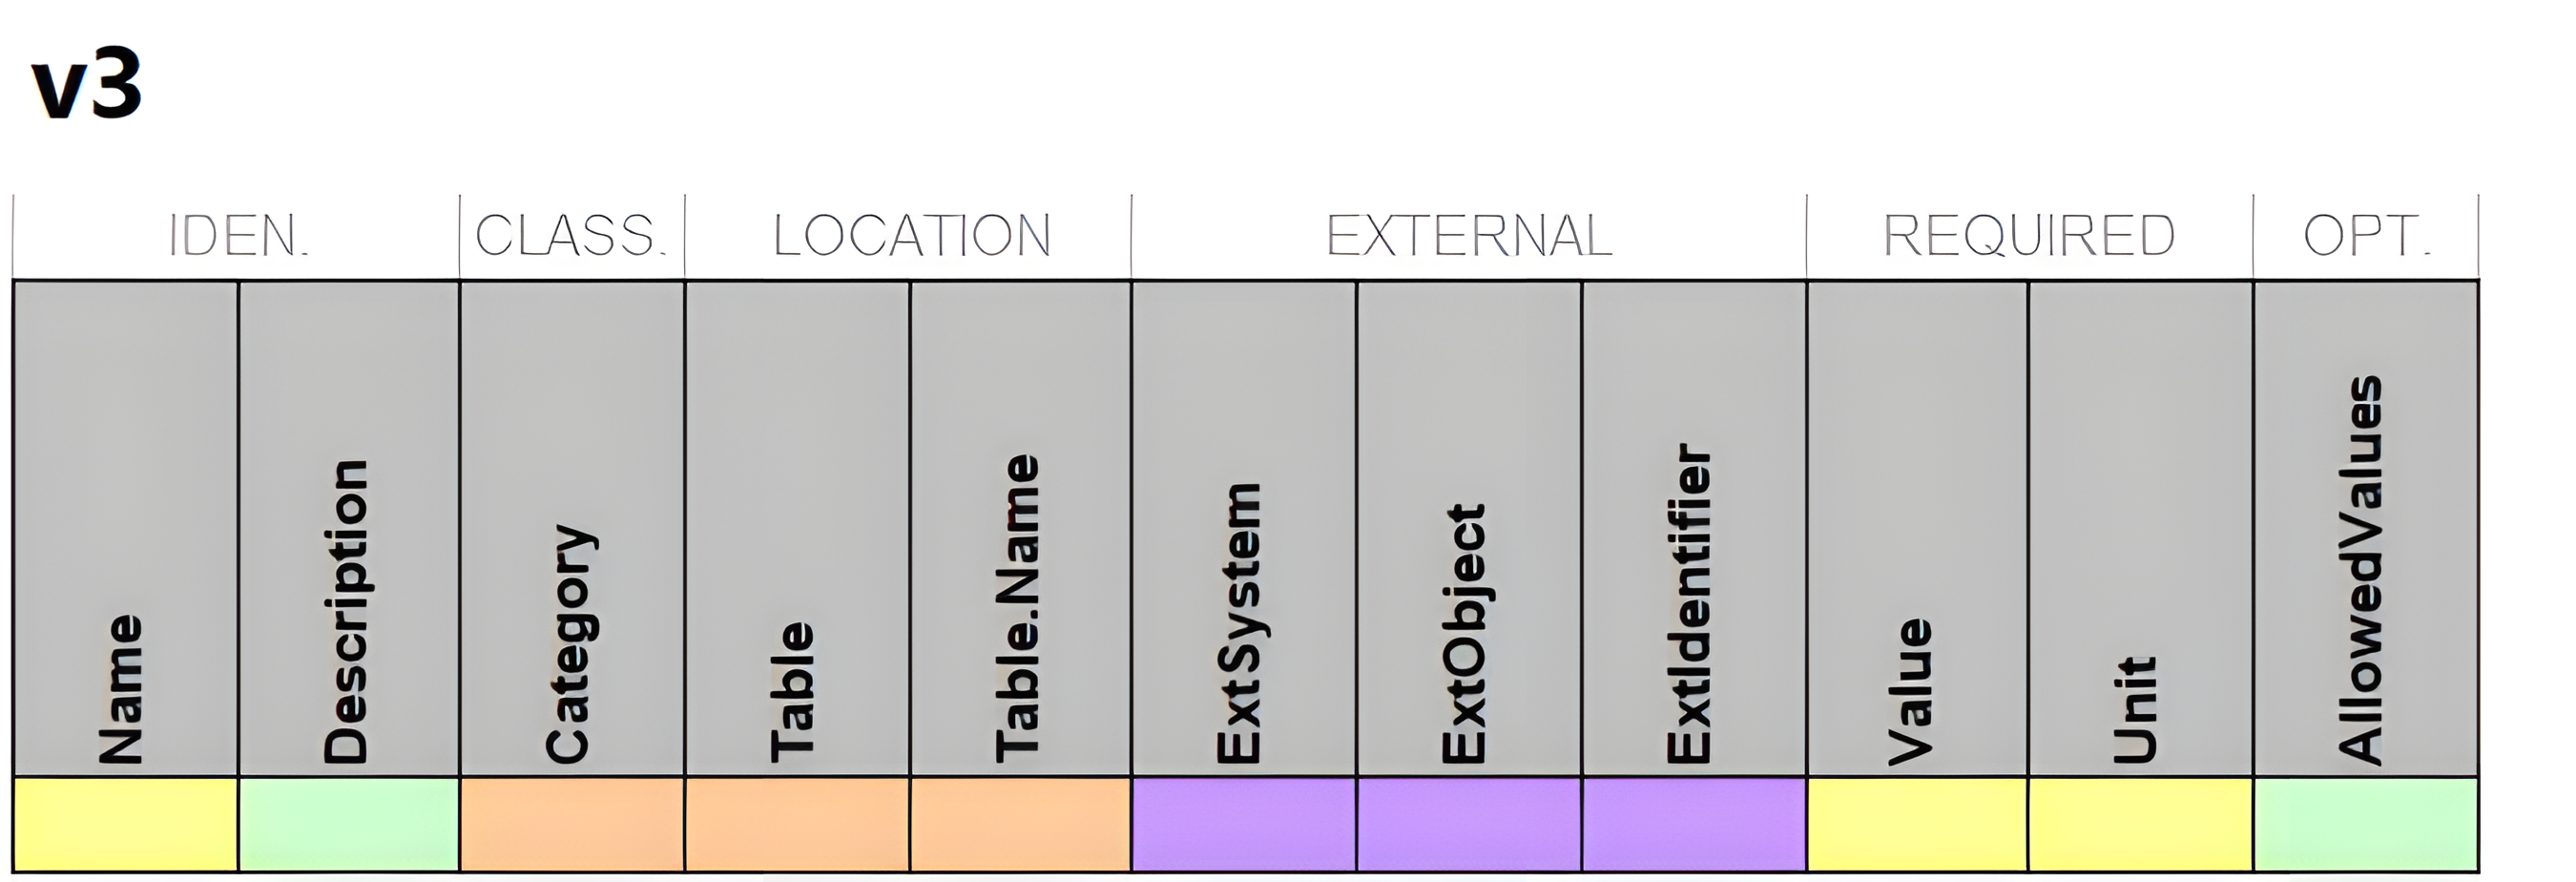 v3
IDEN. CLASS. LOCATION EXTERNAL REQUIRED OPT.
Name
Description
Category
Table
Table.Name
ExtSystem
ExtObject
ExtIdentifier
Value
Unit
AllowedValues